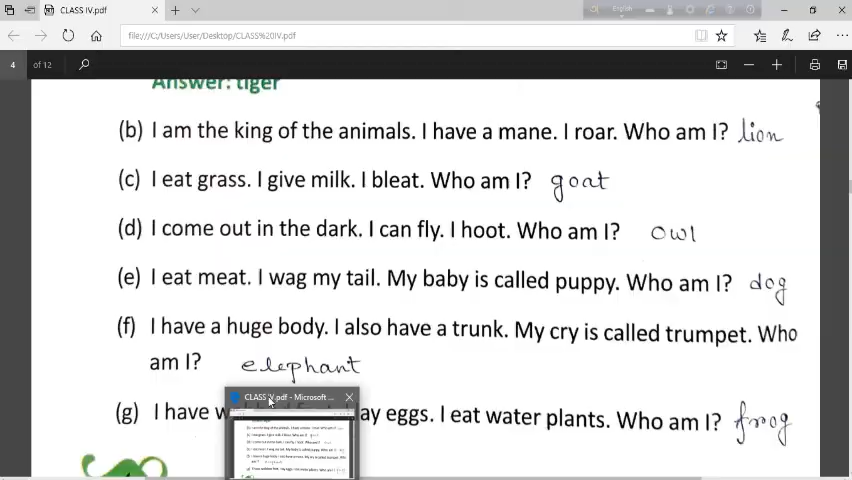 CLASS IV.pdf
English
file:///C:/Users/User/Desktop/CLASS%20IV.pdf
4 of 12
Answer: tiger
(b) I am the king of the animals. I have a mane. I roar. Who am I? lion
(c) I eat grass. I give milk. I bleat. Who am I? goat
(d) I come out in the dark. I can fly. I hoot. Who am I? owl
(e) I eat meat. I wag my tail. My baby is called puppy. Who am I? dog
(f) I have a huge body. I also have a trunk. My cry is called trumpet. Who
am I? elephant
CLASS IV.pdf - Microsoft ...
(g) I have w ay eggs. I eat water plants. Who am I? frog